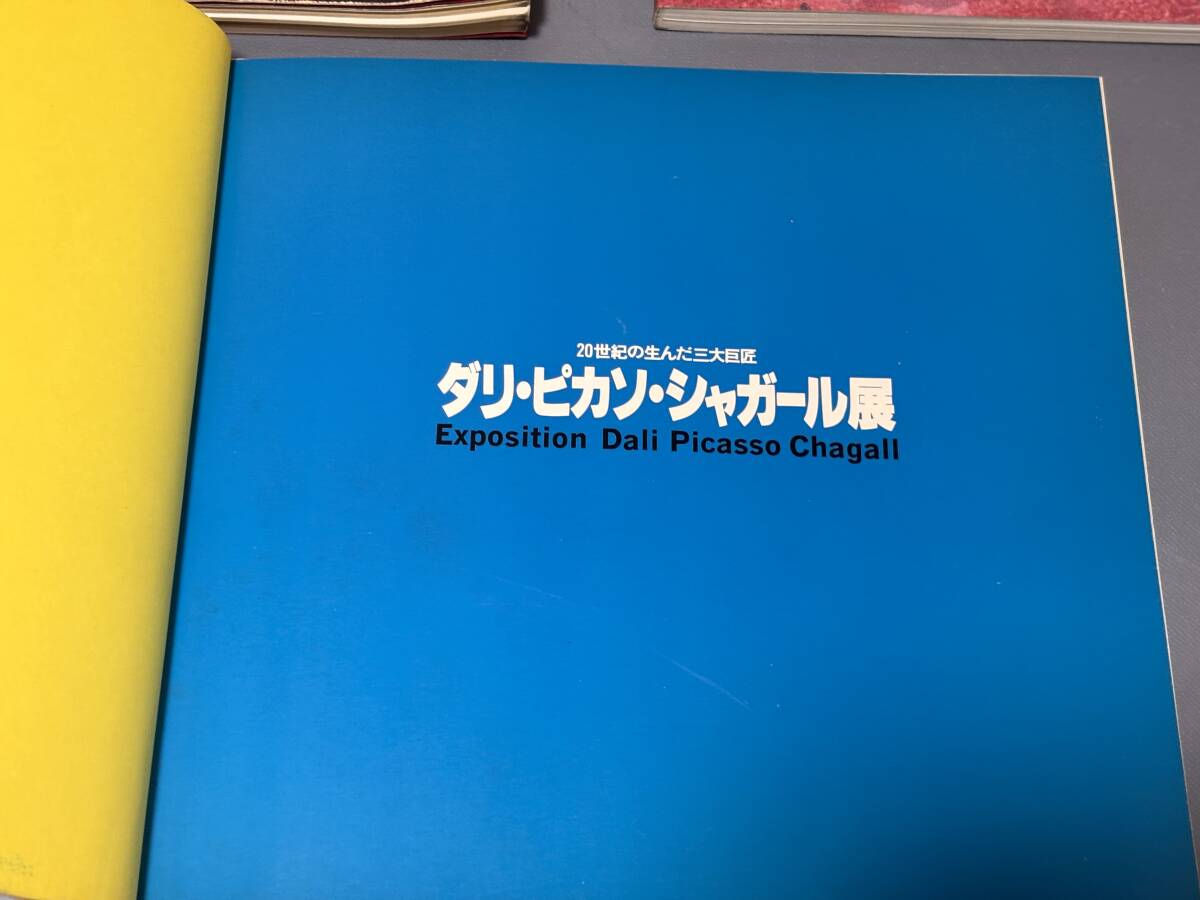 20世紀の生んだ三大巨匠
ダリ・ピカソ・シャガール展
Exposition Dali Picasso Chagall